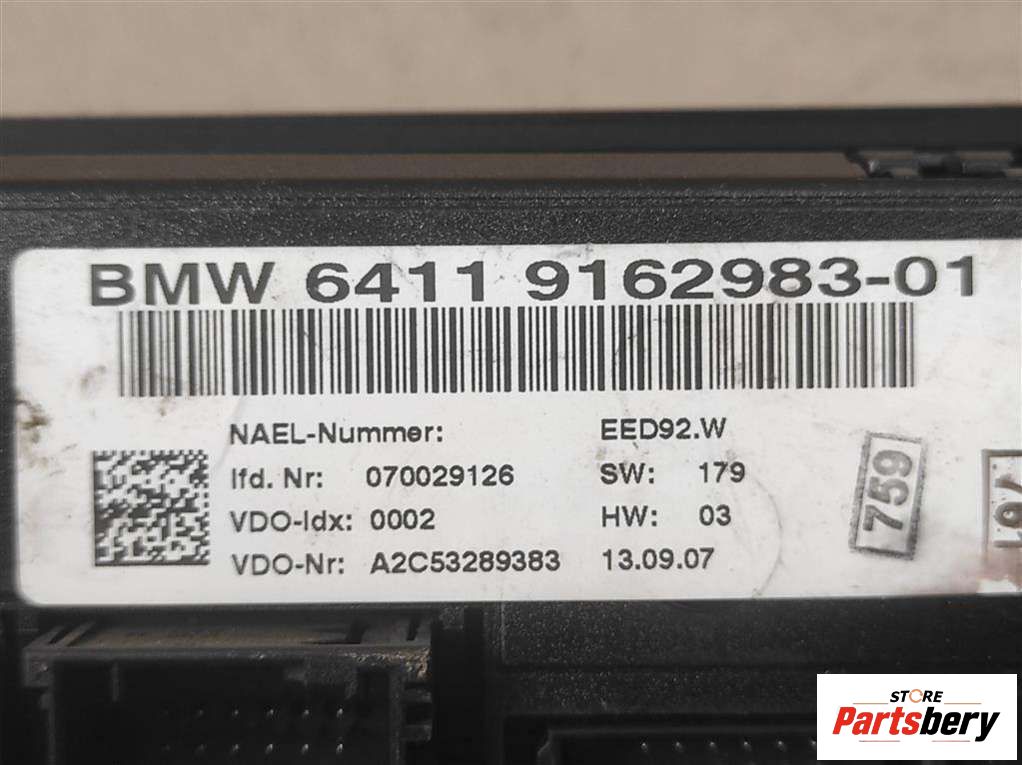 BMW 6411 9162983-01
NAEL-Nummer: EED92.W
lfd. Nr: 070029126 SW: 179
VDO-Idx: 0002 HW: 03
VDO-Nr: A2C53289383 13.09.07
759
STORE
Partsbery